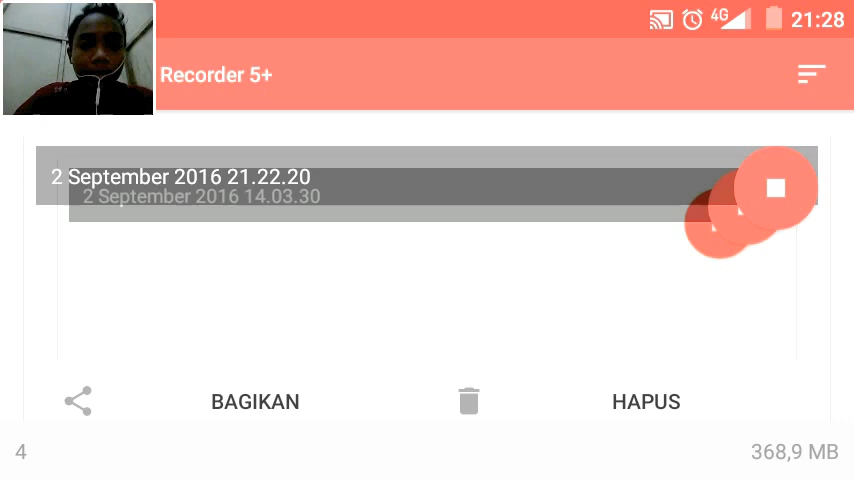 4G 21:28
Recorder 5+
2 September 2016 21.22.20
2 September 2016 14.03.30
BAGIKAN HAPUS
4 368,9 MB